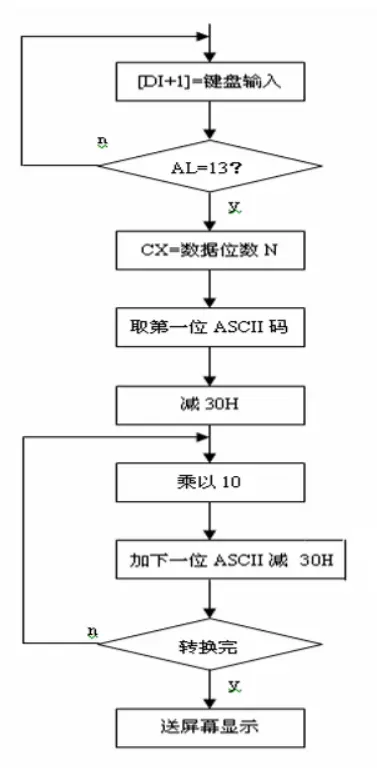 [DI+1]=键盘输入
n
AL=13?
y
CX=数据位数 N
取第一位 ASCII 码
减 30H
乘以 10
加下一位 ASCII 减 30H
n
转换完
y
送屏幕显示